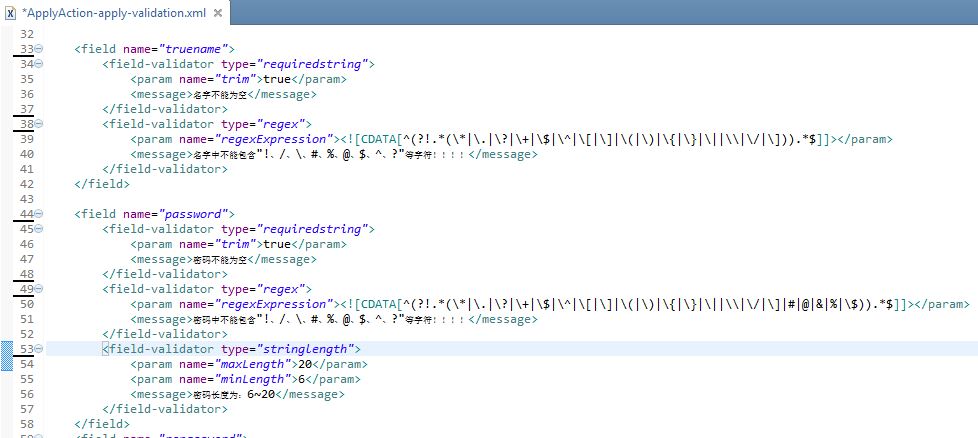 *ApplyAction-apply-validation.xml
32
33 <field name="truename">
34 <field-validator type="requiredstring">
35 <param name="trim">true</param>
36 <message>名字不能为空</message>
37 </field-validator>
38 <field-validator type="regex">
39 <param name="regexExpression"><![CDATA[^(?!.*(\*|\.|\?|\+|\$|\^|\[|\]|\(|\)|\{|\}|\||\\|\/|\])).*$]]></param>
40 <message>名字中不能包含"!、/、\、#、%、@、$、^、?"等字符！！！！</message>
41 </field-validator>
42 </field>
43
44 <field name="password">
45 <field-validator type="requiredstring">
46 <param name="trim">true</param>
47 <message>密码不能为空</message>
48 </field-validator>
49 <field-validator type="regex">
50 <param name="regexExpression"><![CDATA[^(?!.*(\*|\.|\?|\+|\$|\^|\[|\]|\(|\)|\{|\}|\||\\|\/|\]|#|@|&|%|\$)).*$]]></param>
51 <message>密码中不能包含"!、/、\、#、%、@、$、^、?"等字符！！！！</message>
52 </field-validator>
53 <field-validator type="stringlength">
54 <param name="maxLength">20</param>
55 <param name="minLength">6</param>
56 <message>密码长度为：6~20</message>
57 </field-validator>
58 </field>